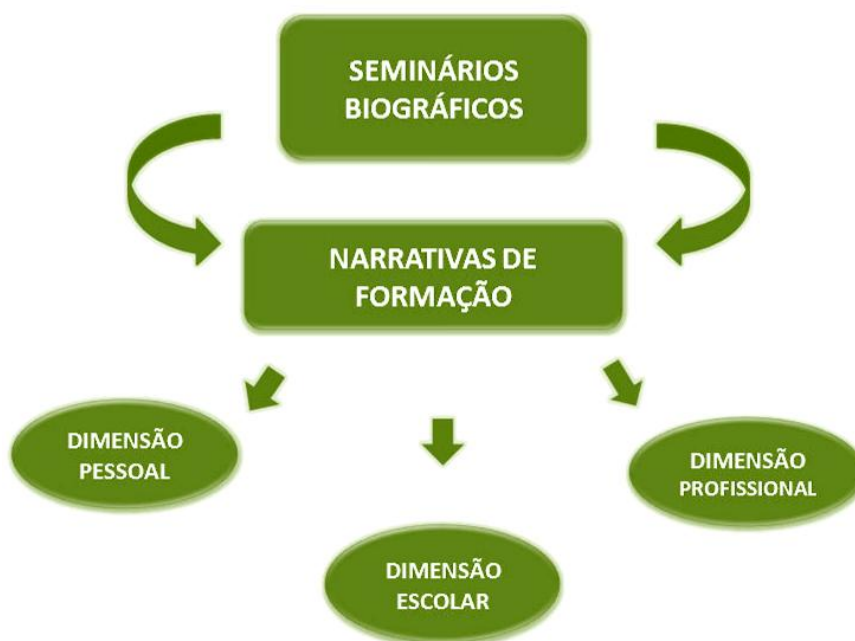 SEMINÁRIOS
BIOGRÁFICOS
NARRATIVAS DE
FORMAÇÃO
DIMENSÃO
PESSOAL
DIMENSÃO
ESCOLAR
DIMENSÃO
PROFISSIONAL